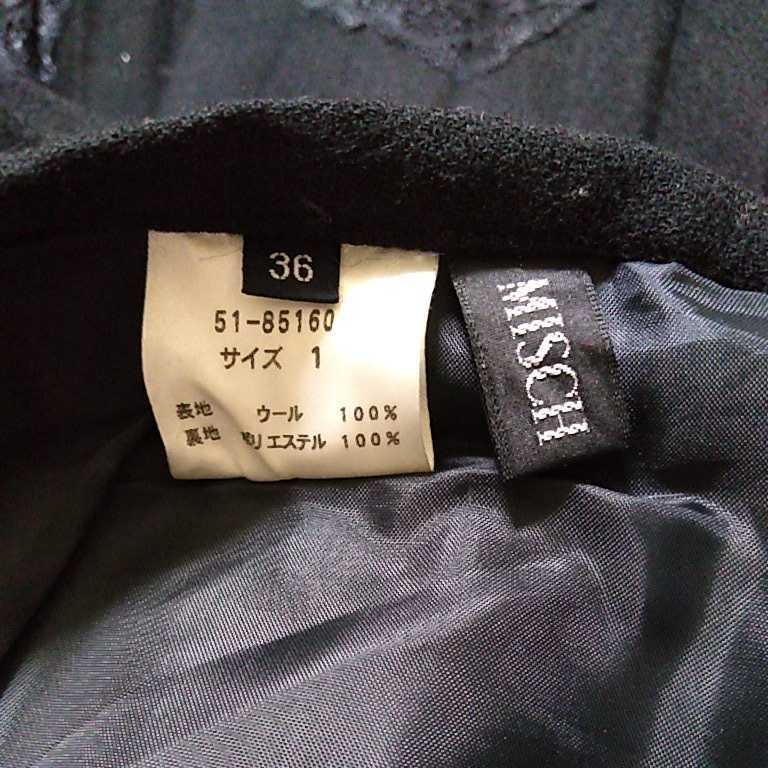 36
51-85160
サイズ 1
表地 ウール 100%
裏地 ポリエステル 100%
MISCH